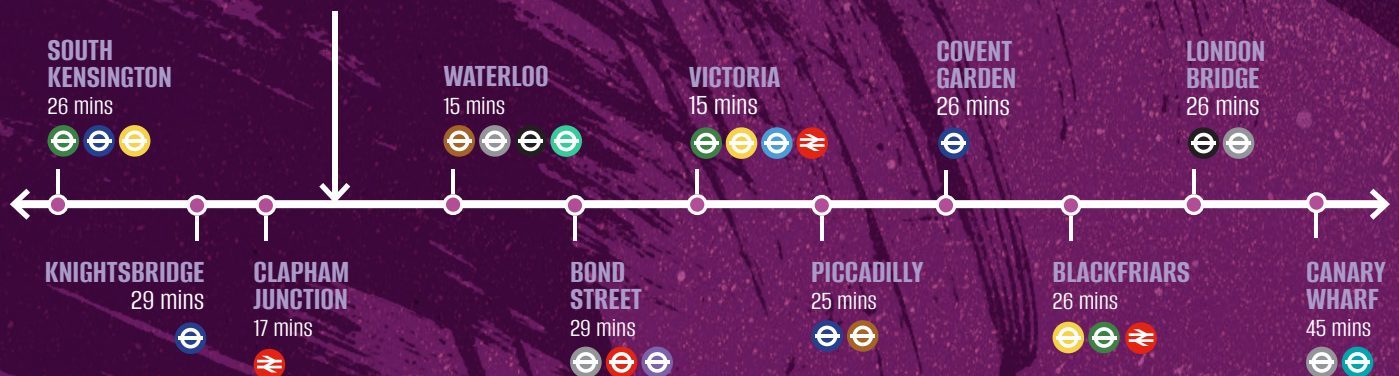 SOUTH
KENSINGTON
26 mins
WATERLOO
15 mins
VICTORIA
15 mins
COVENT
GARDEN
26 mins
LONDON
BRIDGE
26 mins
KNIGHTSBRIDGE
29 mins
CLAPHAM
JUNCTION
17 mins
BOND
STREET
29 mins
PICCADILLY
25 mins
BLACKFRIARS
26 mins
CANARY
WHARF
45 mins